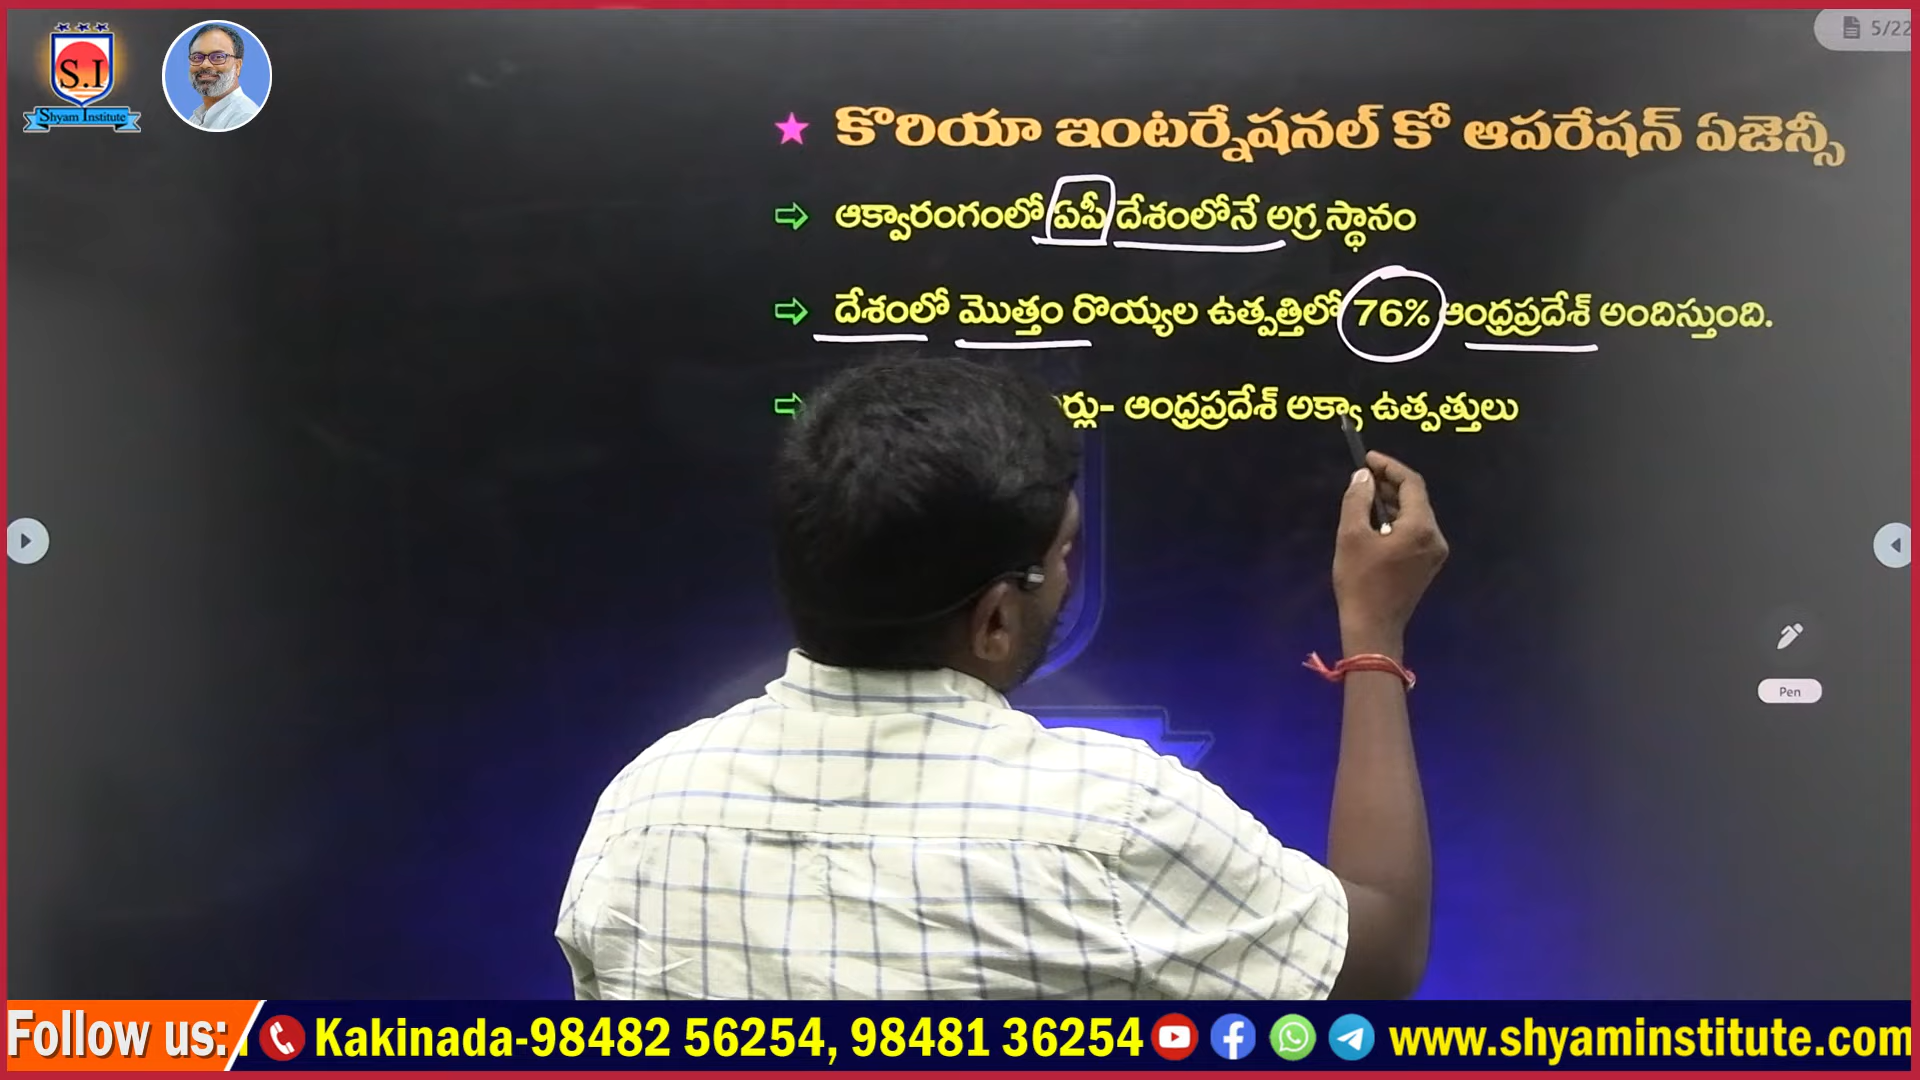 S.I
Shyam Institute
5/22
కొరియా ఇంటర్నేషనల్ కో ఆపరేషన్ ఏజెన్సీ
ఆక్వారంగంలో ఏపీ దేశంలోనే అగ్ర స్థానం
దేశంలో మొత్తం రొయ్యల ఉత్పత్తిలో 76% ఆంధ్రప్రదేశ్ అందిస్తుంది.
- ఆంధ్రప్రదేశ్ అక్వా ఉత్పత్తులు
Pen
Follow us: Kakinada-98482 56254, 98481 36254 www.shyaminstitute.com